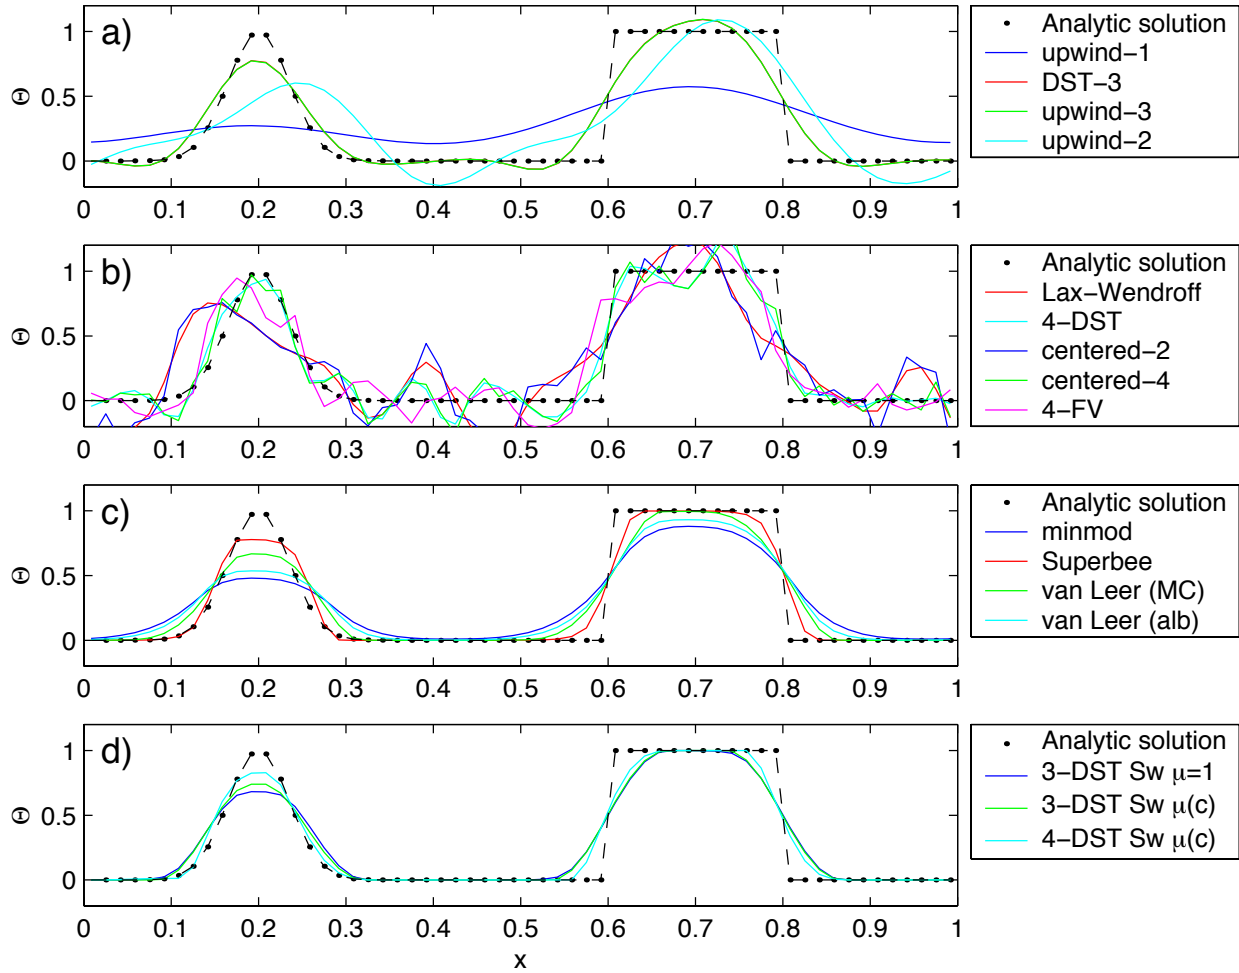 a)
Θ
1
0.5
0
0 0.1 0.2 0.3 0.4 0.5 0.6 0.7 0.8 0.9 1
Analytic solution
upwind−1
DST−3
upwind−3
upwind−2
b)
Θ
1
0.5
0
0 0.1 0.2 0.3 0.4 0.5 0.6 0.7 0.8 0.9 1
Analytic solution
Lax−Wendroff
4−DST
centered−2
centered−4
4−FV
c)
Θ
1
0.5
0
0 0.1 0.2 0.3 0.4 0.5 0.6 0.7 0.8 0.9 1
Analytic solution
minmod
Superbee
van Leer (MC)
van Leer (alb)
d)
Θ
1
0.5
0
0 0.1 0.2 0.3 0.4 0.5 0.6 0.7 0.8 0.9 1
x
Analytic solution
3−DST Sw μ=1
3−DST Sw μ(c)
4−DST Sw μ(c)